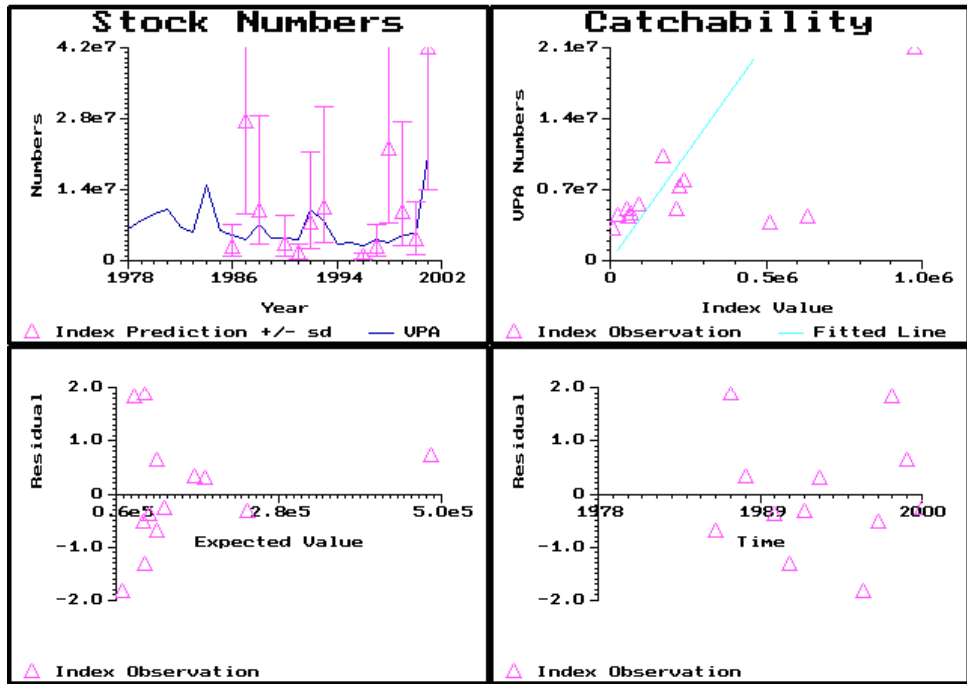 Stock Numbers
4.2e7
2.8e7
1.4e7
0
Numbers
1978 1986 1994 2002
Year
Index Prediction +/- sd VPA
Catchability
2.1e7
1.4e7
0.7e7
0
VPA Numbers
0 0.5e6 1.0e6
Index Value
Index Observation Fitted Line
2.0
1.0
0
-1.0
-2.0
Residual
0.6e5 2.8e5 5.0e5
Expected Value
Index Observation
2.0
1.0
0
-1.0
-2.0
Residual
1978 1989 2000
Time
Index Observation